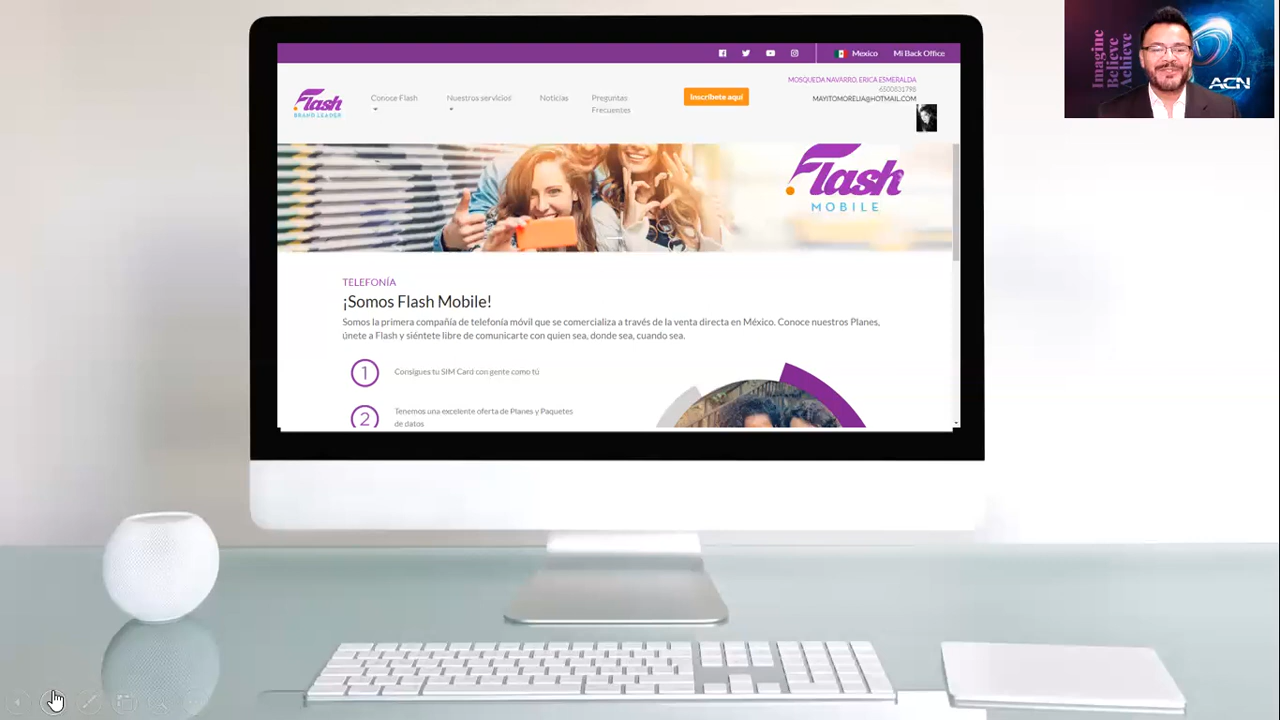 Mexico
Mi Back Office
Flash
BRAND LEADER
Conoce Flash
Nuestros servicios
Noticias
Preguntas
Frecuentes
Inscríbete aquí
MOSQUEDA NAVARRO, ERICA ESMERALDA
6500831798
MAYITOMORELIA@HOTMAIL.COM
Imagine
Believe
Achieve
ACN
Flash
MOBILE
TELEFONÍA
¡Somos Flash Mobile!
Somos la primera compañía de telefonía móvil que se comercializa a través de la venta directa en México. Conoce nuestros Planes,
únete a Flash y siéntete libre de comunicarte con quien sea, donde sea, cuando sea.
1 Consigues tu SIM Card con gente como tú
2 Tenemos una excelente oferta de Planes y Paquetes
de datos